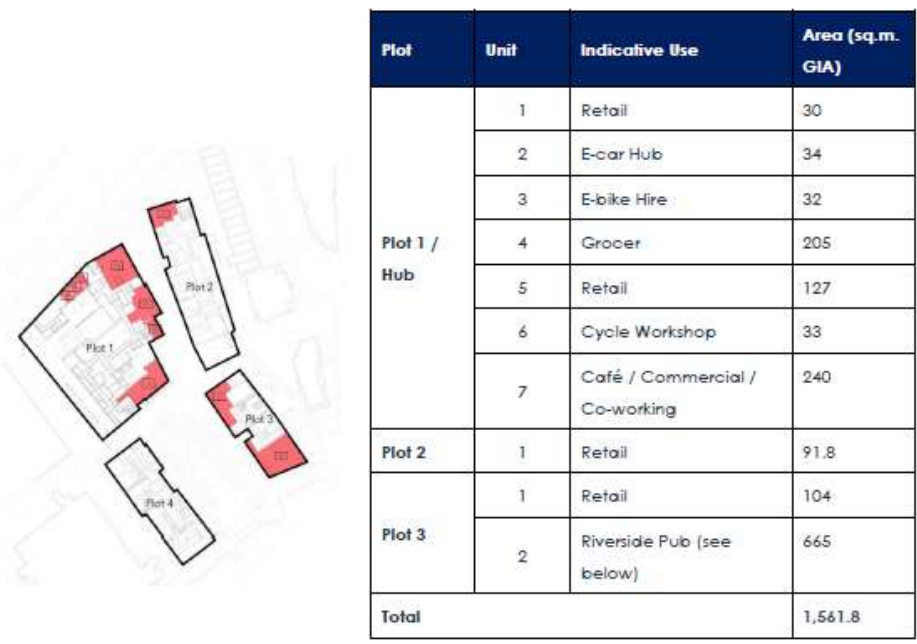 Plot Unit Indicative Use Area (sq.m.
GIA)
Plot 1 /
Hub
1 Retail 30
2 E-car Hub 34
3 E-bike Hire 32
4 Grocer 205
5 Retail 127
6 Cycle Workshop 33
7 Café / Commercial / 240
Co-working
Plot 2 1 Retail 91.8
Plot 3
1 Retail 104
2 Riverside Pub (see 665
below)
Total 1,561.8
Plot 2
Plot 1
Plot 3
Plot 4